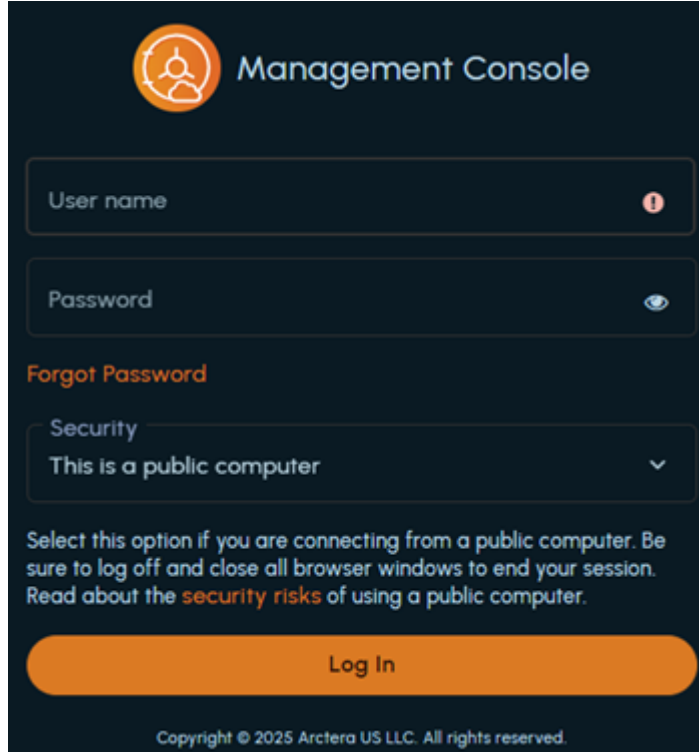 Management Console
User name
Password
Forgot Password
Security
This is a public computer
Select this option if you are connecting from a public computer. Be
sure to log off and close all browser windows to end your session.
Read about the security risks of using a public computer.
Log In
Copyright © 2025 Arctera US LLC. All rights reserved.